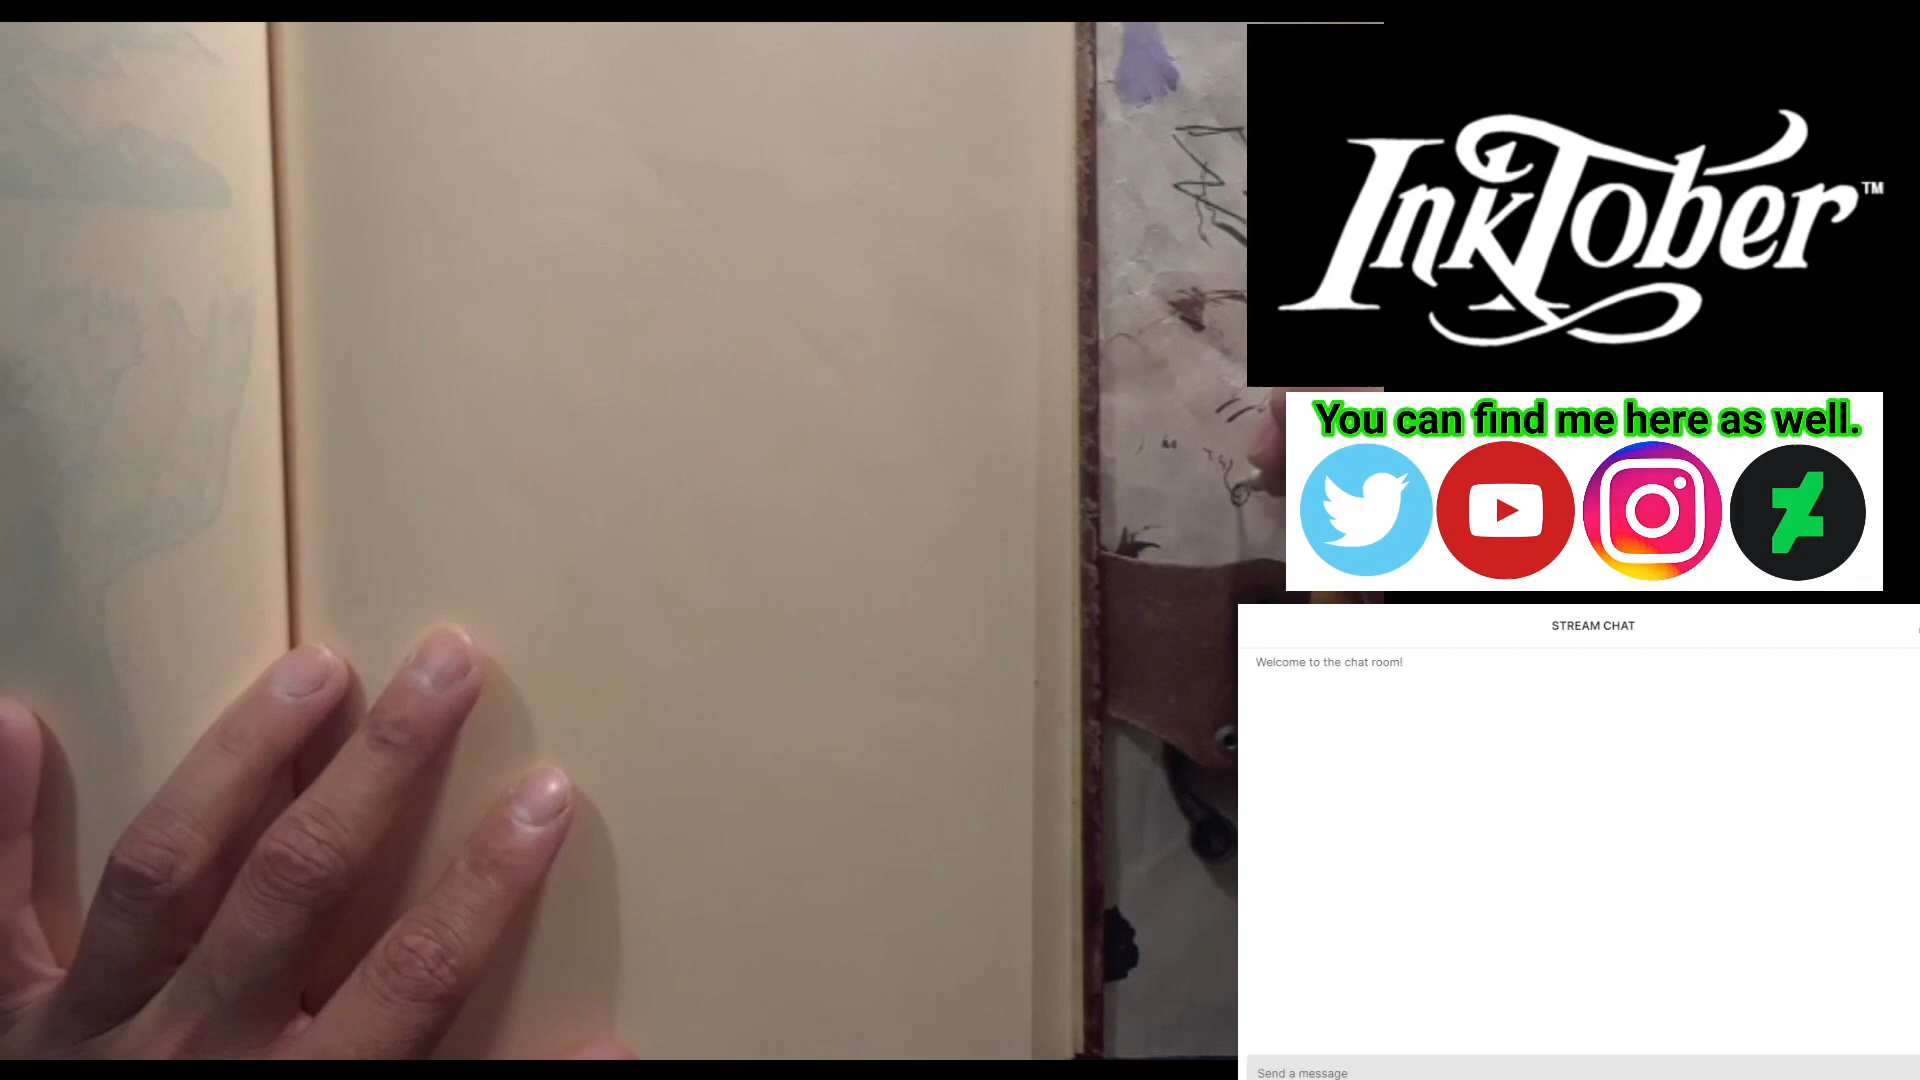 InkTober™
You can find me here as well.
STREAM CHAT
Welcome to the chat room!
Send a message